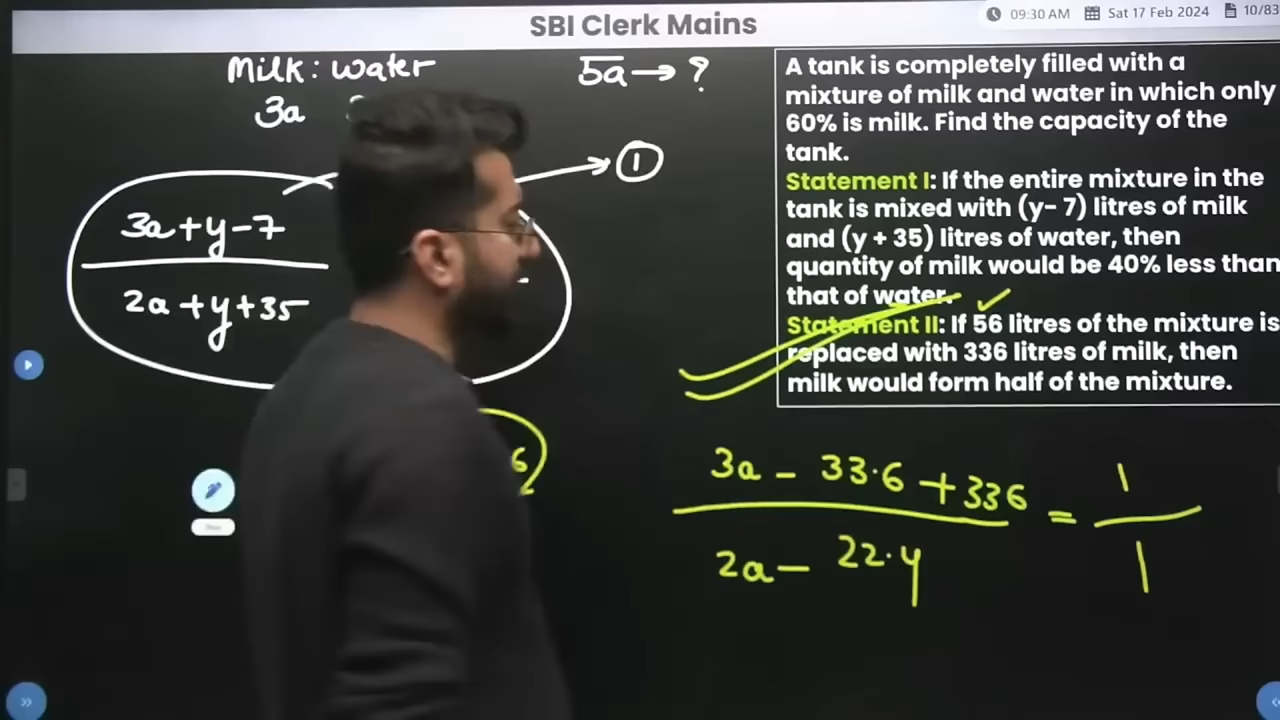 SBI Clerk Mains
09:30 AM Sat 17 Feb 2024 10/83
Milk: water
3a
5a → ?
1
3a+y-7
2a+y+35
6
A tank is completely filled with a
mixture of milk and water in which only
60% is milk. Find the capacity of the
tank.
Statement I: If the entire mixture in the
tank is mixed with (y- 7) litres of milk
and (y + 35) litres of water, then
quantity of milk would be 40% less than
that of water.
Statement II: If 56 litres of the mixture is
replaced with 336 litres of milk, then
milk would form half of the mixture.
3a - 33.6 +336 = 1
2a - 22.4 1